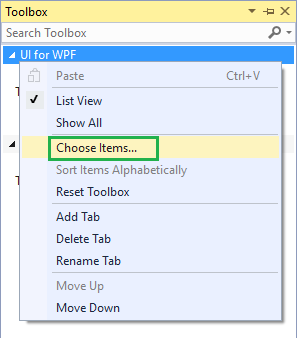 Toolbox
Search Toolbox
UI for WPF
Paste Ctrl+V
List View
Show All
Choose Items...
Sort Items Alphabetically
Reset Toolbox
Add Tab
Delete Tab
Rename Tab
Move Up
Move Down